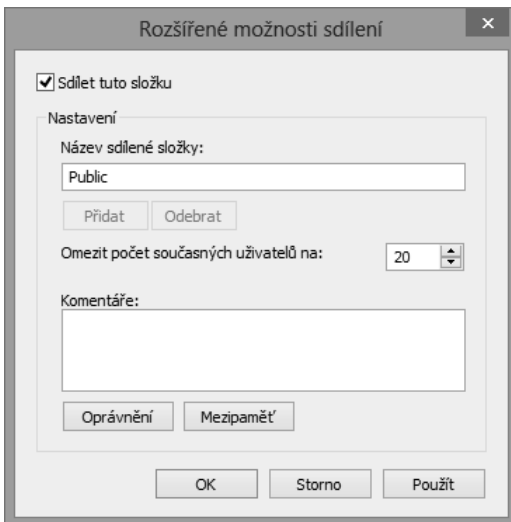 Rozšířené možnosti sdílení
Sdílet tuto složku
Nastavení
Název sdílené složky:
Public
Přidat Odebrat
Omezit počet současných uživatelů na: 20
Komentáře:
Oprávnění Mezipaměť
OK Storno Použít